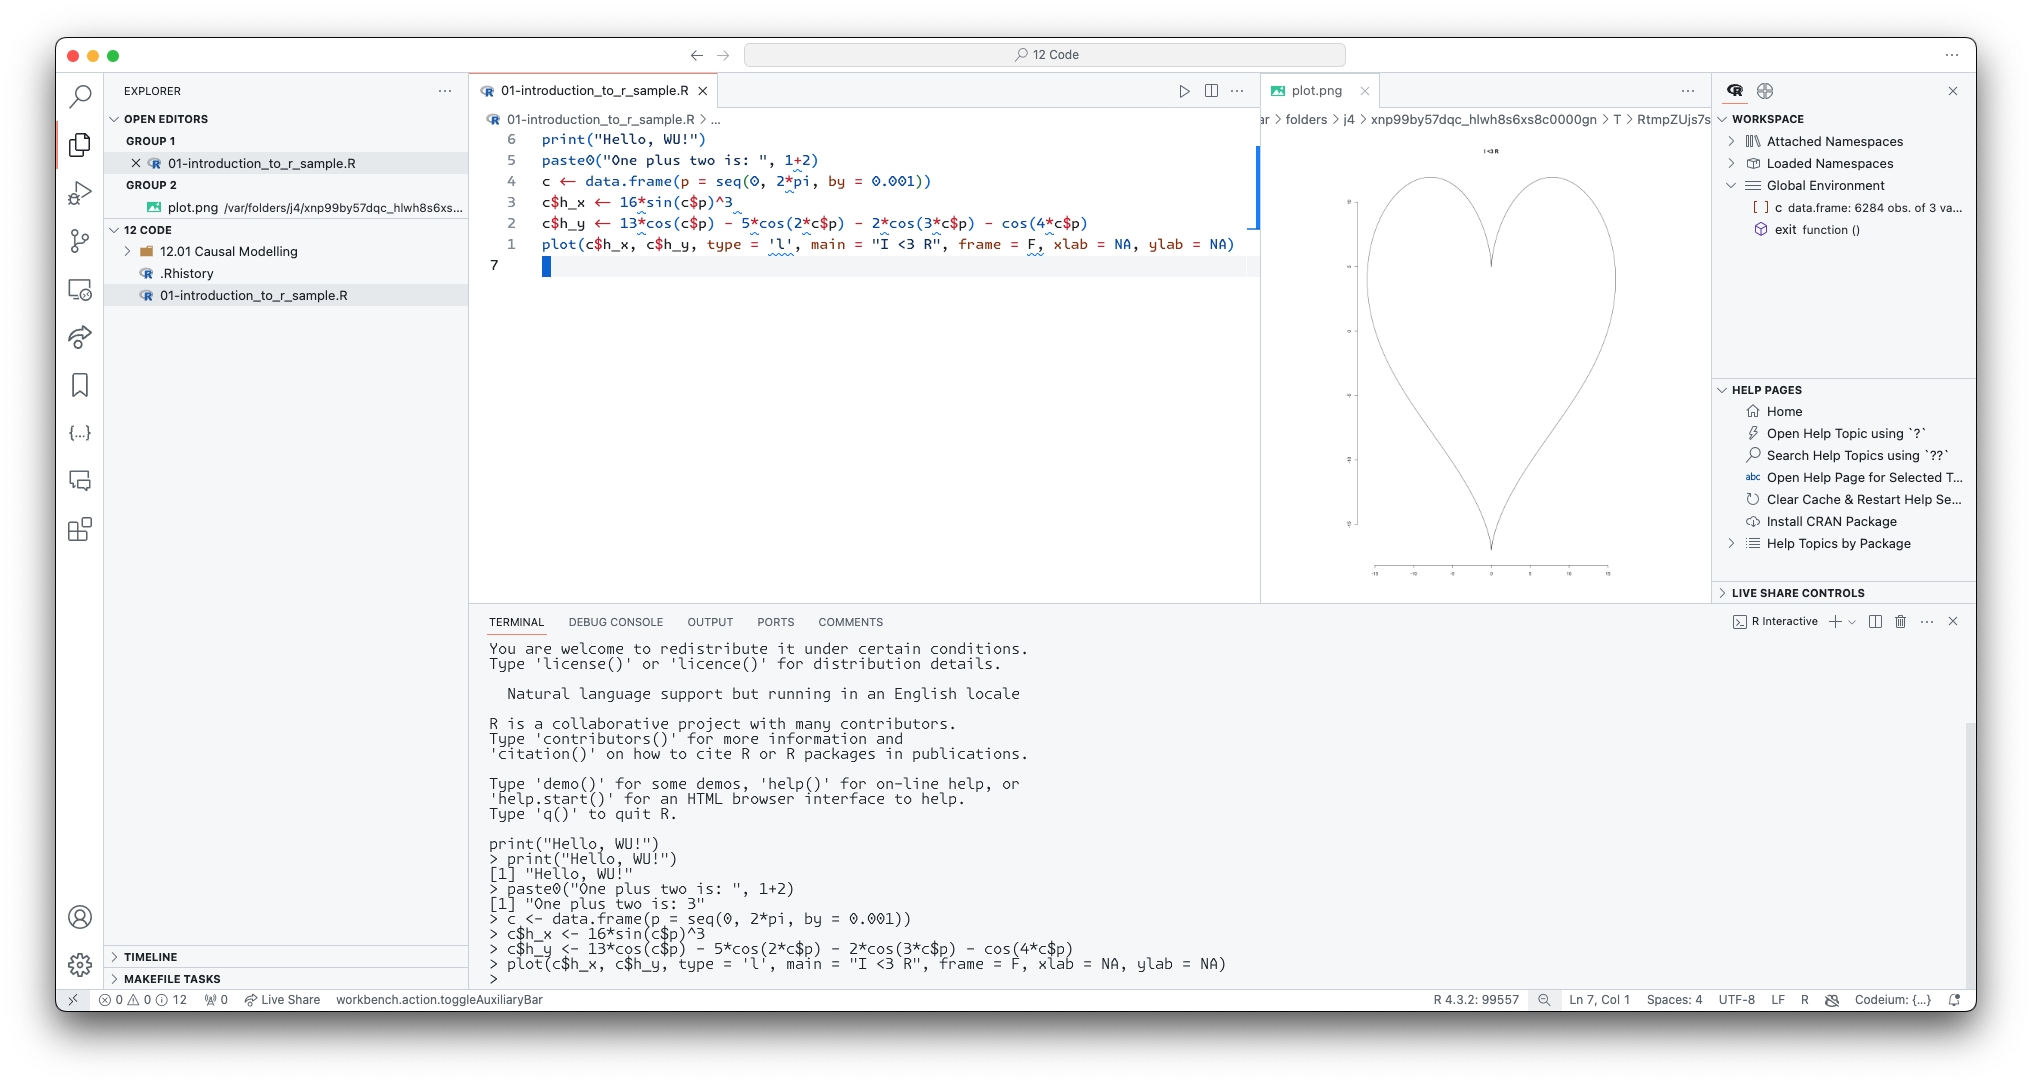 12 Code
EXPLORER
OPEN EDITORS
GROUP 1
01-introduction_to_r_sample.R
GROUP 2
plot.png /var/folders/j4/xnp99by57dqc_hlwh8s6xs...
12 CODE
12.01 Causal Modelling
.Rhistory
01-introduction_to_r_sample.R
TIMELINE
MAKEFILE TASKS
01-introduction_to_r_sample.R
01-introduction_to_r_sample.R > ...
6 print("Hello, WU!")
5 paste0("One plus two is: ", 1+2)
4 c <- data.frame(p = seq(0, 2*pi, by = 0.001))
3 c$h_x <- 16*sin(c$p)^3
2 c$h_y <- 13*cos(c$p) - 5*cos(2*c$p) - 2*cos(3*c$p) - cos(4*c$p)
1 plot(c$h_x, c$h_y, type = 'l', main = "I <3 R", frame = F, xlab = NA, ylab = NA)
7
plot.png
ar > folders > j4 > xnp99by57dqc_hlwh8s6xs8c0000gn > T > RtmpZUjs7s
I <3 R
10
5
0
-5
-10
-15
-15 -10 -5 0 5 10 15
WORKSPACE
Attached Namespaces
Loaded Namespaces
Global Environment
[ ] c data.frame: 6284 obs. of 3 va...
exit function ()
HELP PAGES
Home
Open Help Topic using `?`
Search Help Topics using `??`
abc Open Help Page for Selected T...
Clear Cache & Restart Help Se...
Install CRAN Package
Help Topics by Package
LIVE SHARE CONTROLS
TERMINAL DEBUG CONSOLE OUTPUT PORTS COMMENTS
R Interactive
You are welcome to redistribute it under certain conditions.
Type 'license()' or 'licence()' for distribution details.
Natural language support but running in an English locale
R is a collaborative project with many contributors.
Type 'contributors()' for more information and
'citation()' on how to cite R or R packages in publications.
Type 'demo()' for some demos, 'help()' for on-line help, or
'help.start()' for an HTML browser interface to help.
Type 'q()' to quit R.
print("Hello, WU!")
> print("Hello, WU!")
[1] "Hello, WU!"
> paste0("One plus two is: ", 1+2)
[1] "One plus two is: 3"
> c <- data.frame(p = seq(0, 2*pi, by = 0.001))
> c$h_x <- 16*sin(c$p)^3
> c$h_y <- 13*cos(c$p) - 5*cos(2*c$p) - 2*cos(3*c$p) - cos(4*c$p)
> plot(c$h_x, c$h_y, type = 'l', main = "I <3 R", frame = F, xlab = NA, ylab = NA)
>
0 0 12 0 Live Share workbench.action.toggleAuxiliaryBar
R 4.3.2: 99557 Ln 7, Col 1 Spaces: 4 UTF-8 LF R Codeium: {...}